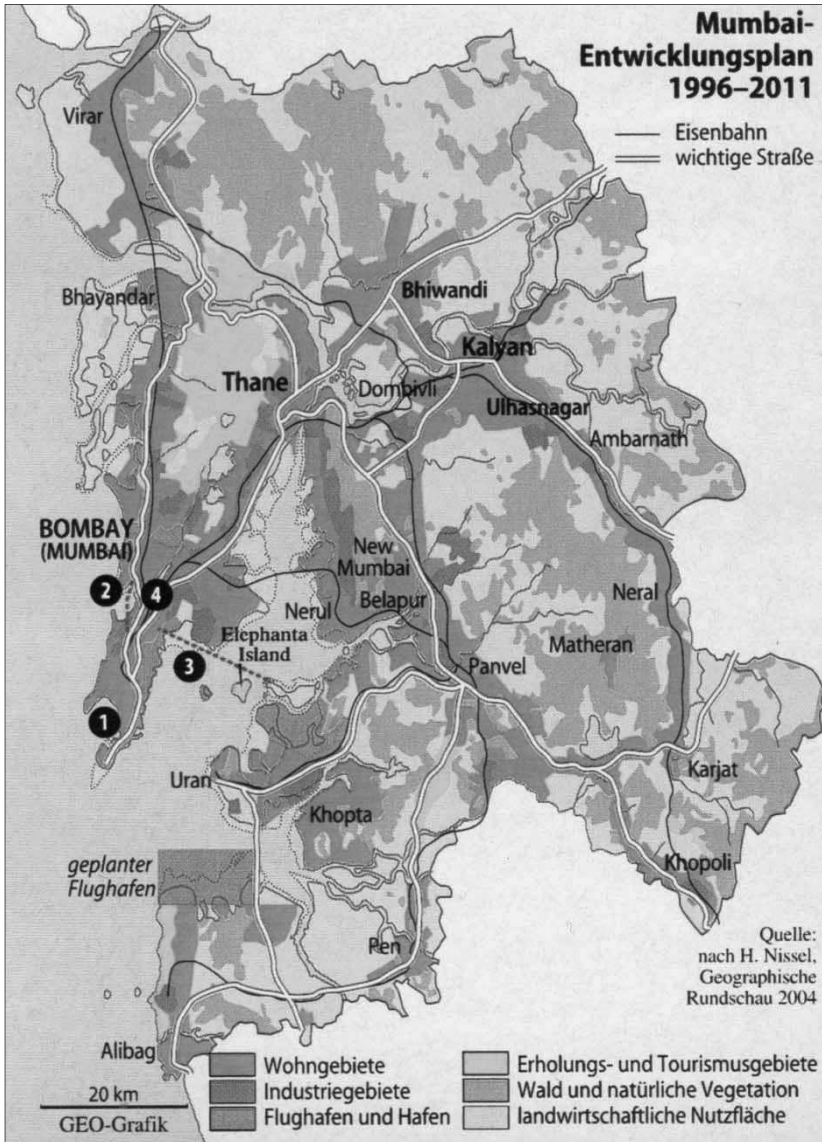 Mumbai-
Entwicklungsplan
1996–2011
Eisenbahn
wichtige Straße
Virar
Bhayandar
Bhiwandi
Kalyan
Thane
Dombivli
Ulhasnagar
Ambarnath
BOMBAY
(MUMBAI)
2
4
New
Mumbai
Nerul
Belapur
Neral
Elephanta
Island
Matheran
3
Panvel
1
Uran
Karjat
Khopta
geplanter
Flughafen
Khopoli
Pen
Quelle:
nach H. Nissel,
Geographische
Rundschau 2004
Alibag
20 km
GEO-Grafik
Wohngebiete
Industriegebiete
Flughafen und Hafen
Erholungs- und Tourismusgebiete
Wald und natürliche Vegetation
landwirtschaftliche Nutzfläche